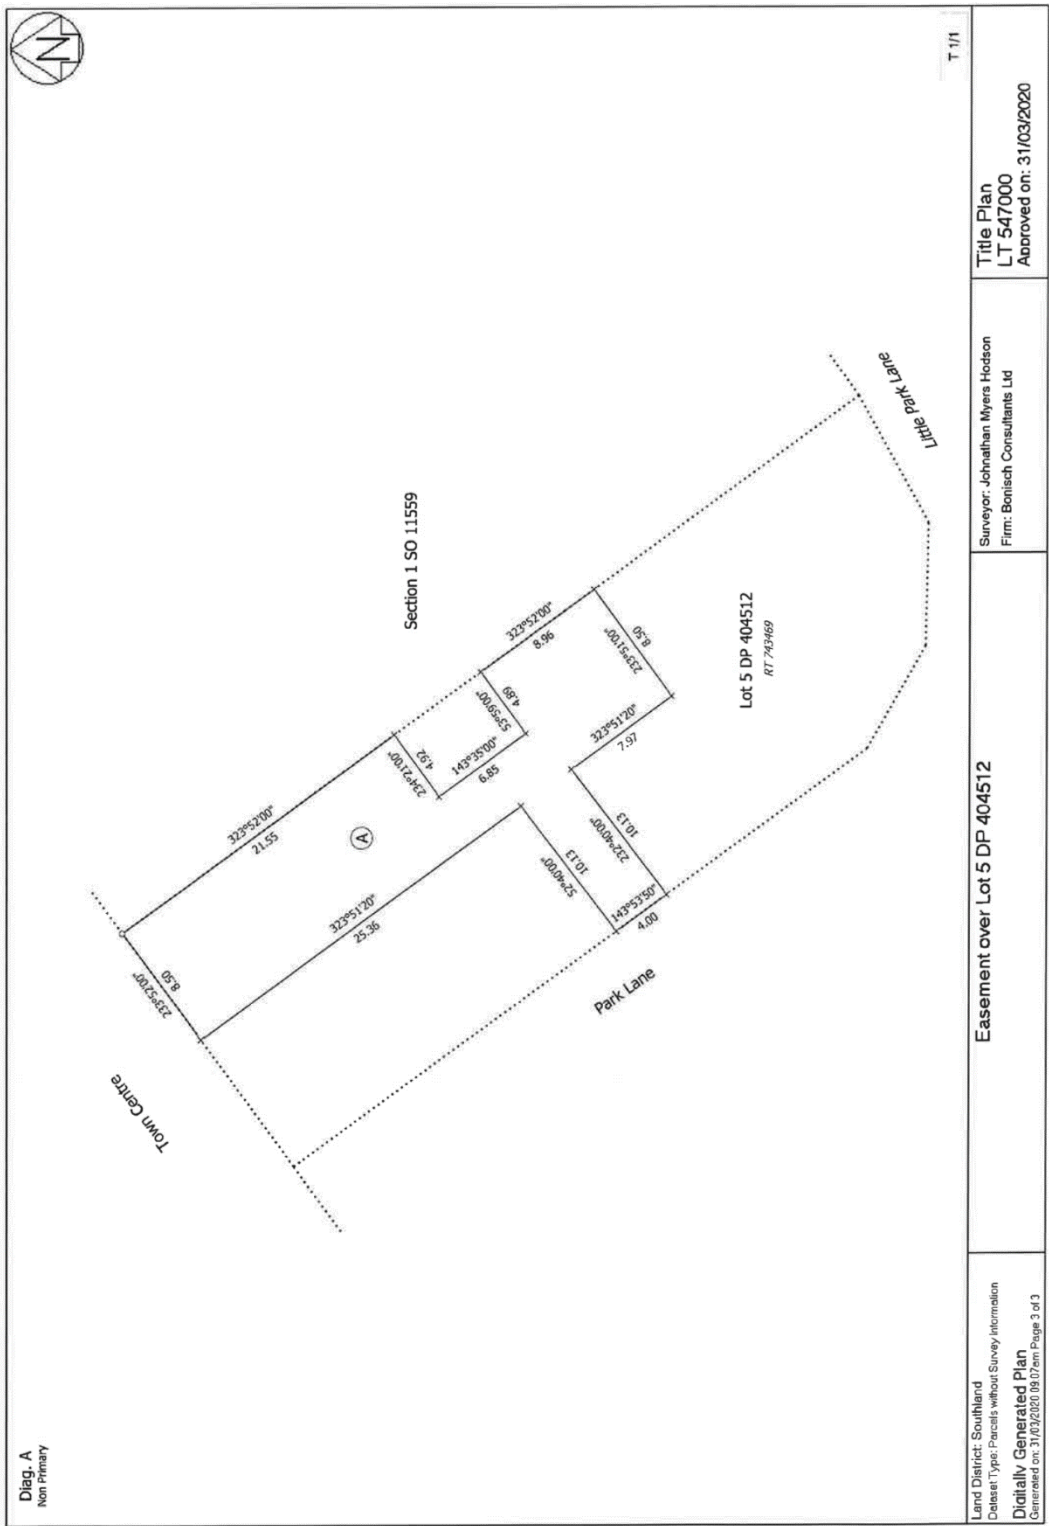 Diag. A
Non Primary
N
Town Centre
233°52'00"
8.50
323°52'00"
21.55
A
323°51'20"
25.36
234°21'00"
4.92
143°35'00"
6.85
53°59'00"
4.89
323°52'00"
8.96
Section 1 SO 11559
52°40'00"
10.13
232°40'00"
10.13
143°53'50"
4.00
Park Lane
323°51'20"
7.97
233°51'00"
8.50
Lot 5 DP 404512
RT 743469
Little Park Lane
T 1/1
Land District: Southland
Dataset Type: Parcels without Survey Information
Digitally Generated Plan
Generated on: 31/03/2020 09:07am Page 3 of 3
Easement over Lot 5 DP 404512
Surveyor: Johnathan Myers Hodson
Firm: Bonisch Consultants Ltd
Title Plan
LT 547000
Approved on: 31/03/2020